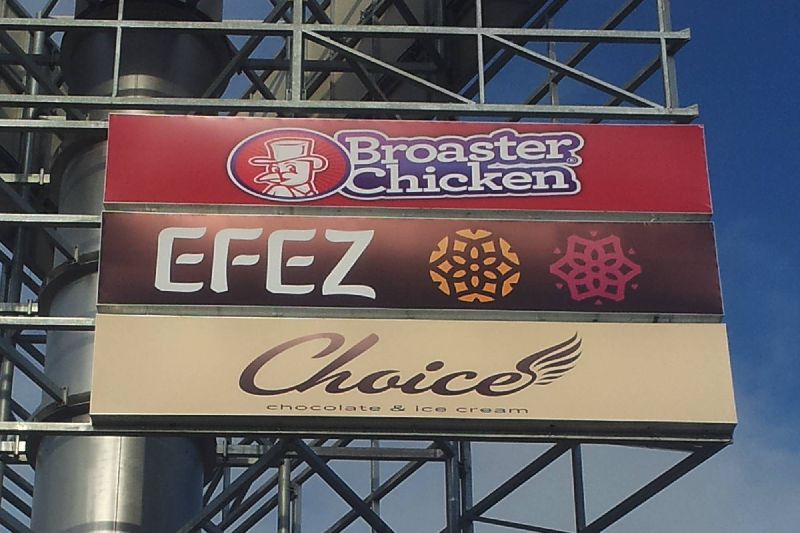 Broaster®
Chicken
EFEZ
Choice
chocolate & ice cream